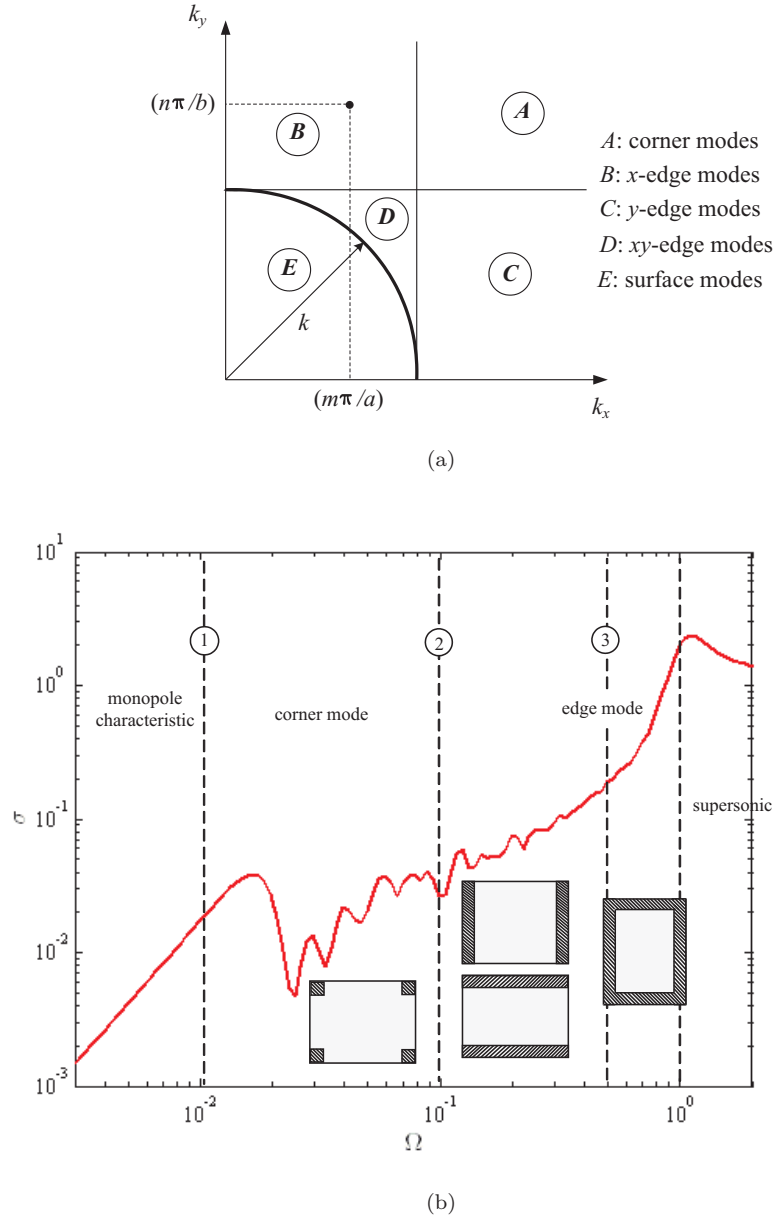 k_y
(nπ/b)
B
A
A: corner modes
B: x-edge modes
C: y-edge modes
D: xy-edge modes
E: surface modes
D
E
C
k
(mπ/a)
k_x
(a)
10^1
10^0
10^-1
10^-2
10^-3
σ
1
2
3
monopole
characteristic
corner mode
edge mode
supersonic
10^-2
10^-1
10^0
Ω
(b)